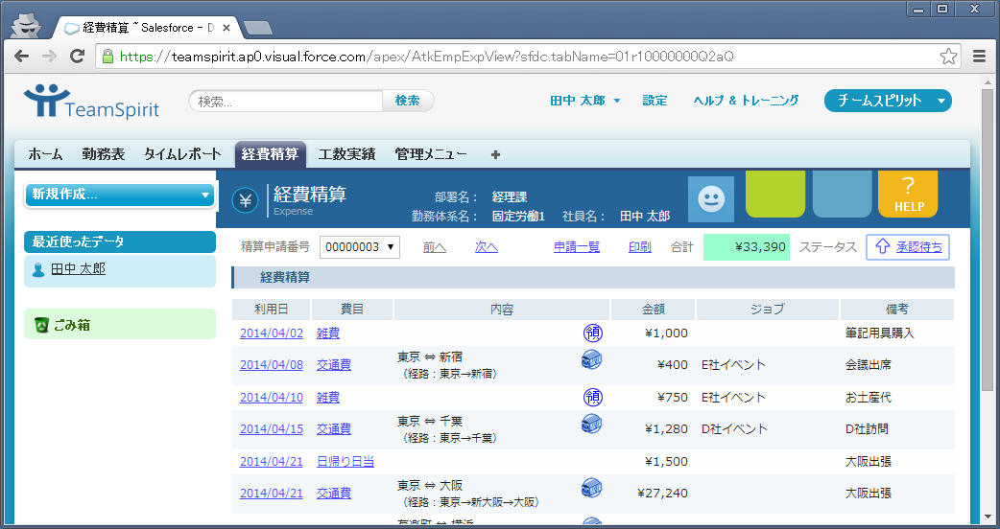 経費精算 ~ Salesforce - D
https://teamspirit.ap0.visual.force.com/apex/AtkEmpExpView?sfdc.tabName=01r10000000Q2aQ
TeamSpirit
検索...
検索
田中 太郎
設定
ヘルプ & トレーニング
チームスピリット
ホーム 勤務表 タイムレポート 経費精算 工数実績 管理メニュー +
新規作成...
最近使ったデータ
田中 太郎
ごみ箱
¥
経費精算
Expense
部署名： 経理課
勤務体系名： 固定労働1 社員名： 田中 太郎
?
HELP
精算申請番号 00000003 前へ 次へ 申請一覧 印刷 合計 ¥33,390 ステータス 承認待ち
経費精算
利用日 費目 内容 金額 ジョブ 備考
2014/04/02 雑費 領 ¥1,000 筆記用具購入
2014/04/08 交通費 東京 ⇔ 新宿 ¥400 E社イベント 会議出席
（経路：東京→新宿）
2014/04/10 雑費 領 ¥750 E社イベント お土産代
2014/04/15 交通費 東京 ⇔ 千葉 ¥1,280 D社イベント D社訪問
（経路：東京→千葉）
2014/04/21 日帰り日当 ¥1,500 大阪出張
2014/04/21 交通費 東京 ⇔ 大阪 ¥27,240 大阪出張
（経路：東京→新大阪→大阪）
有楽町 ⇔ 横浜